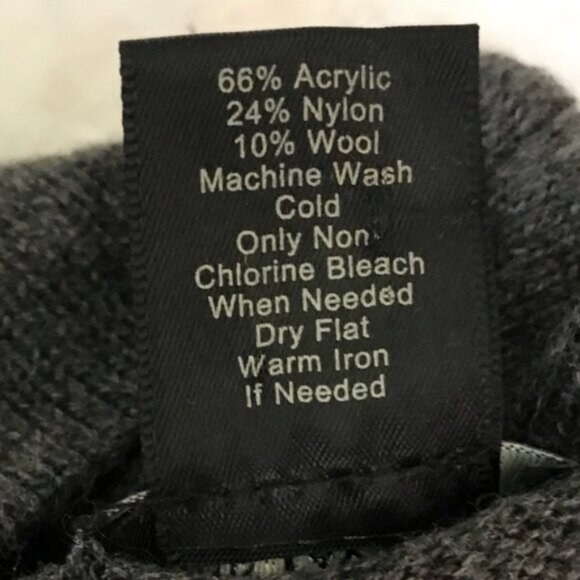 66% Acrylic
24% Nylon
10% Wool
Machine Wash
Cold
Only Non
Chlorine Bleach
When Needed
Dry Flat
Warm Iron
If Needed